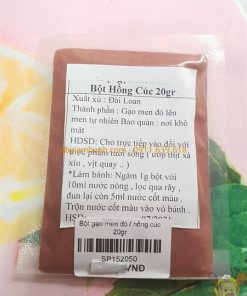 Bột Hồng Cúc 20gr
Xuất xứ : Đài Loan
Thành phần : Gạo men đỏ lên
men tự nhiên Bảo quản : nơi khô
mát
HDSD: Cho trực tiếp vào đối với
thực phẩm tươi sống ( ướp thịt xá
xíu , vịt quay .. )
*Làm bánh: Ngâm 1g bột với
10ml nước nóng , lọc qua rây ,
đun lại còn 5ml nước cốt màu .
Trộn nước cốt màu vào vỏ bánh .
HSD:
Bột gạo men đỏ / hồng cúc
20gr
SP152050
VNĐ